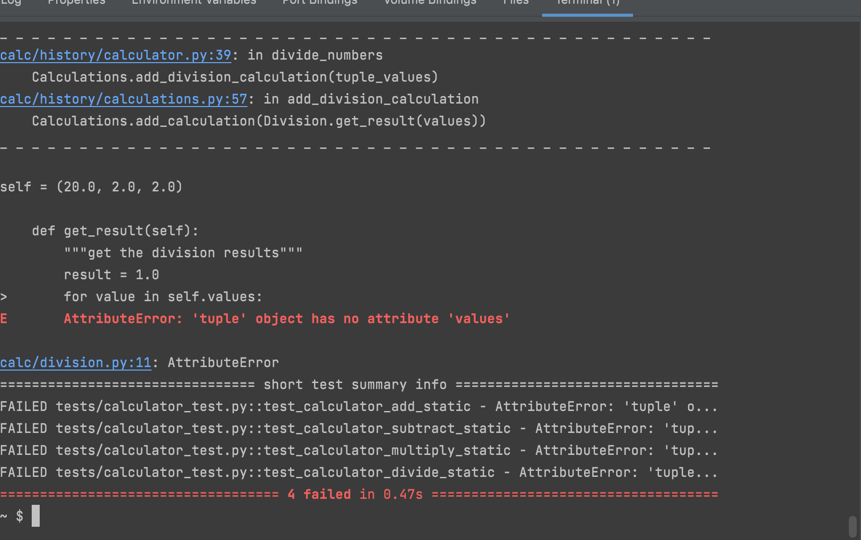 Log Properties Environment Variables Port Bindings Volume Bindings Files Terminal (1)
_ _ _ _ _ _ _ _ _ _ _ _ _ _ _ _ _ _ _ _ _ _ _ _ _ _ _ _ _ _ _ _ _ _ _ _ _ _ _ _ _ _ _ _ _
calc/history/calculator.py:39: in divide_numbers
    Calculations.add_division_calculation(tuple_values)
calc/history/calculations.py:57: in add_division_calculation
    Calculations.add_calculation(Division.get_result(values))
_ _ _ _ _ _ _ _ _ _ _ _ _ _ _ _ _ _ _ _ _ _ _ _ _ _ _ _ _ _ _ _ _ _ _ _ _ _ _ _ _ _ _ _ _
self = (20.0, 2.0, 2.0)
    def get_result(self):
        """get the division results"""
        result = 1.0
>       for value in self.values:
E       AttributeError: 'tuple' object has no attribute 'values'
calc/division.py:11: AttributeError
================================ short test summary info =================================
FAILED tests/calculator_test.py::test_calculator_add_static - AttributeError: 'tuple' o...
FAILED tests/calculator_test.py::test_calculator_subtract_static - AttributeError: 'tup...
FAILED tests/calculator_test.py::test_calculator_multiply_static - AttributeError: 'tup...
FAILED tests/calculator_test.py::test_calculator_divide_static - AttributeError: 'tuple...
=================================== 4 failed in 0.47s ====================================
~ $